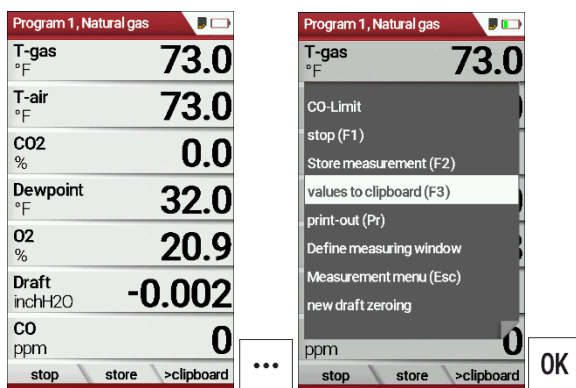 Program 1, Natural gas
T-gas
°F
73.0
T-air
°F
73.0
CO2
%
0.0
Dewpoint
°F
32.0
O2
%
20.9
Draft
inchH2O
-0.002
CO
ppm
0
stop store >clipboard
...
Program 1, Natural gas
T-gas
°F
73.0
CO-Limit
stop (F1)
Store measurement (F2)
values to clipboard (F3)
print-out (Pr)
Define measuring window
Measurement menu (Esc)
new draft zeroing
ppm
0
stop store >clipboard
OK